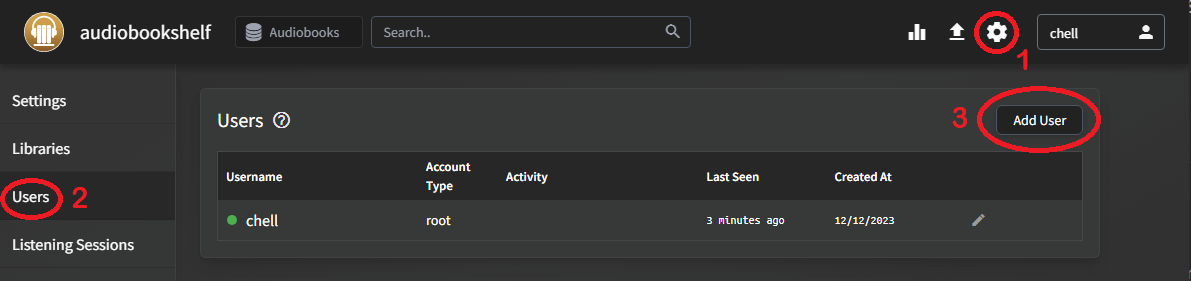 audiobookshelf
Audiobooks
Search..
chell
1
Settings
Libraries
Users
2
Listening Sessions
Users
3
Add User
Username
Account Type
Activity
Last Seen
Created At
chell
root
3 minutes ago
12/12/2023